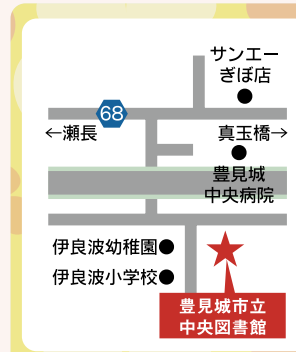 サンエー
ぎぼ店
68
←瀬長
真玉橋→
豊見城
中央病院
伊良波幼稚園
伊良波小学校
豊見城市立
中央図書館